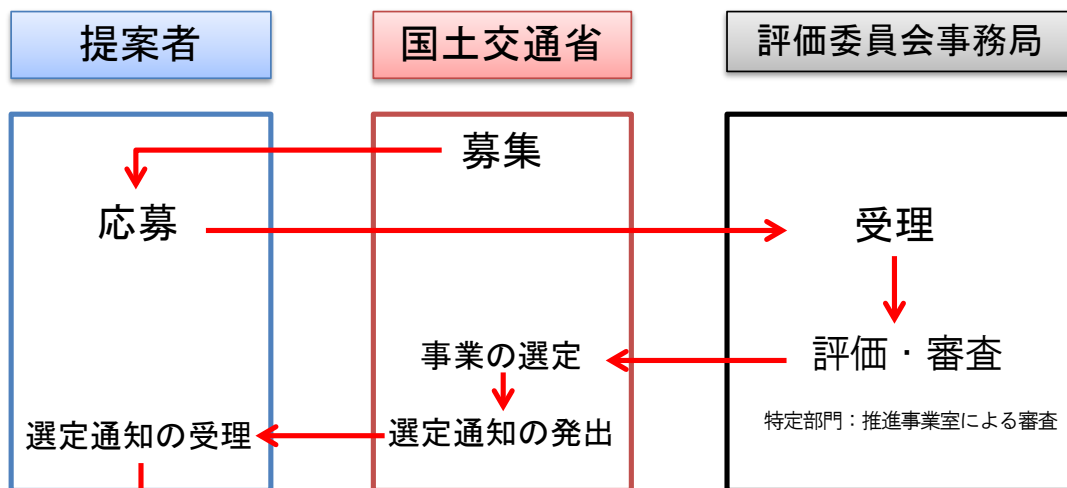 提案者
国土交通省
評価委員会事務局
募集
応募
受理
事業の選定
評価・審査
特定部門：推進事業室による審査
選定通知の受理
選定通知の発出